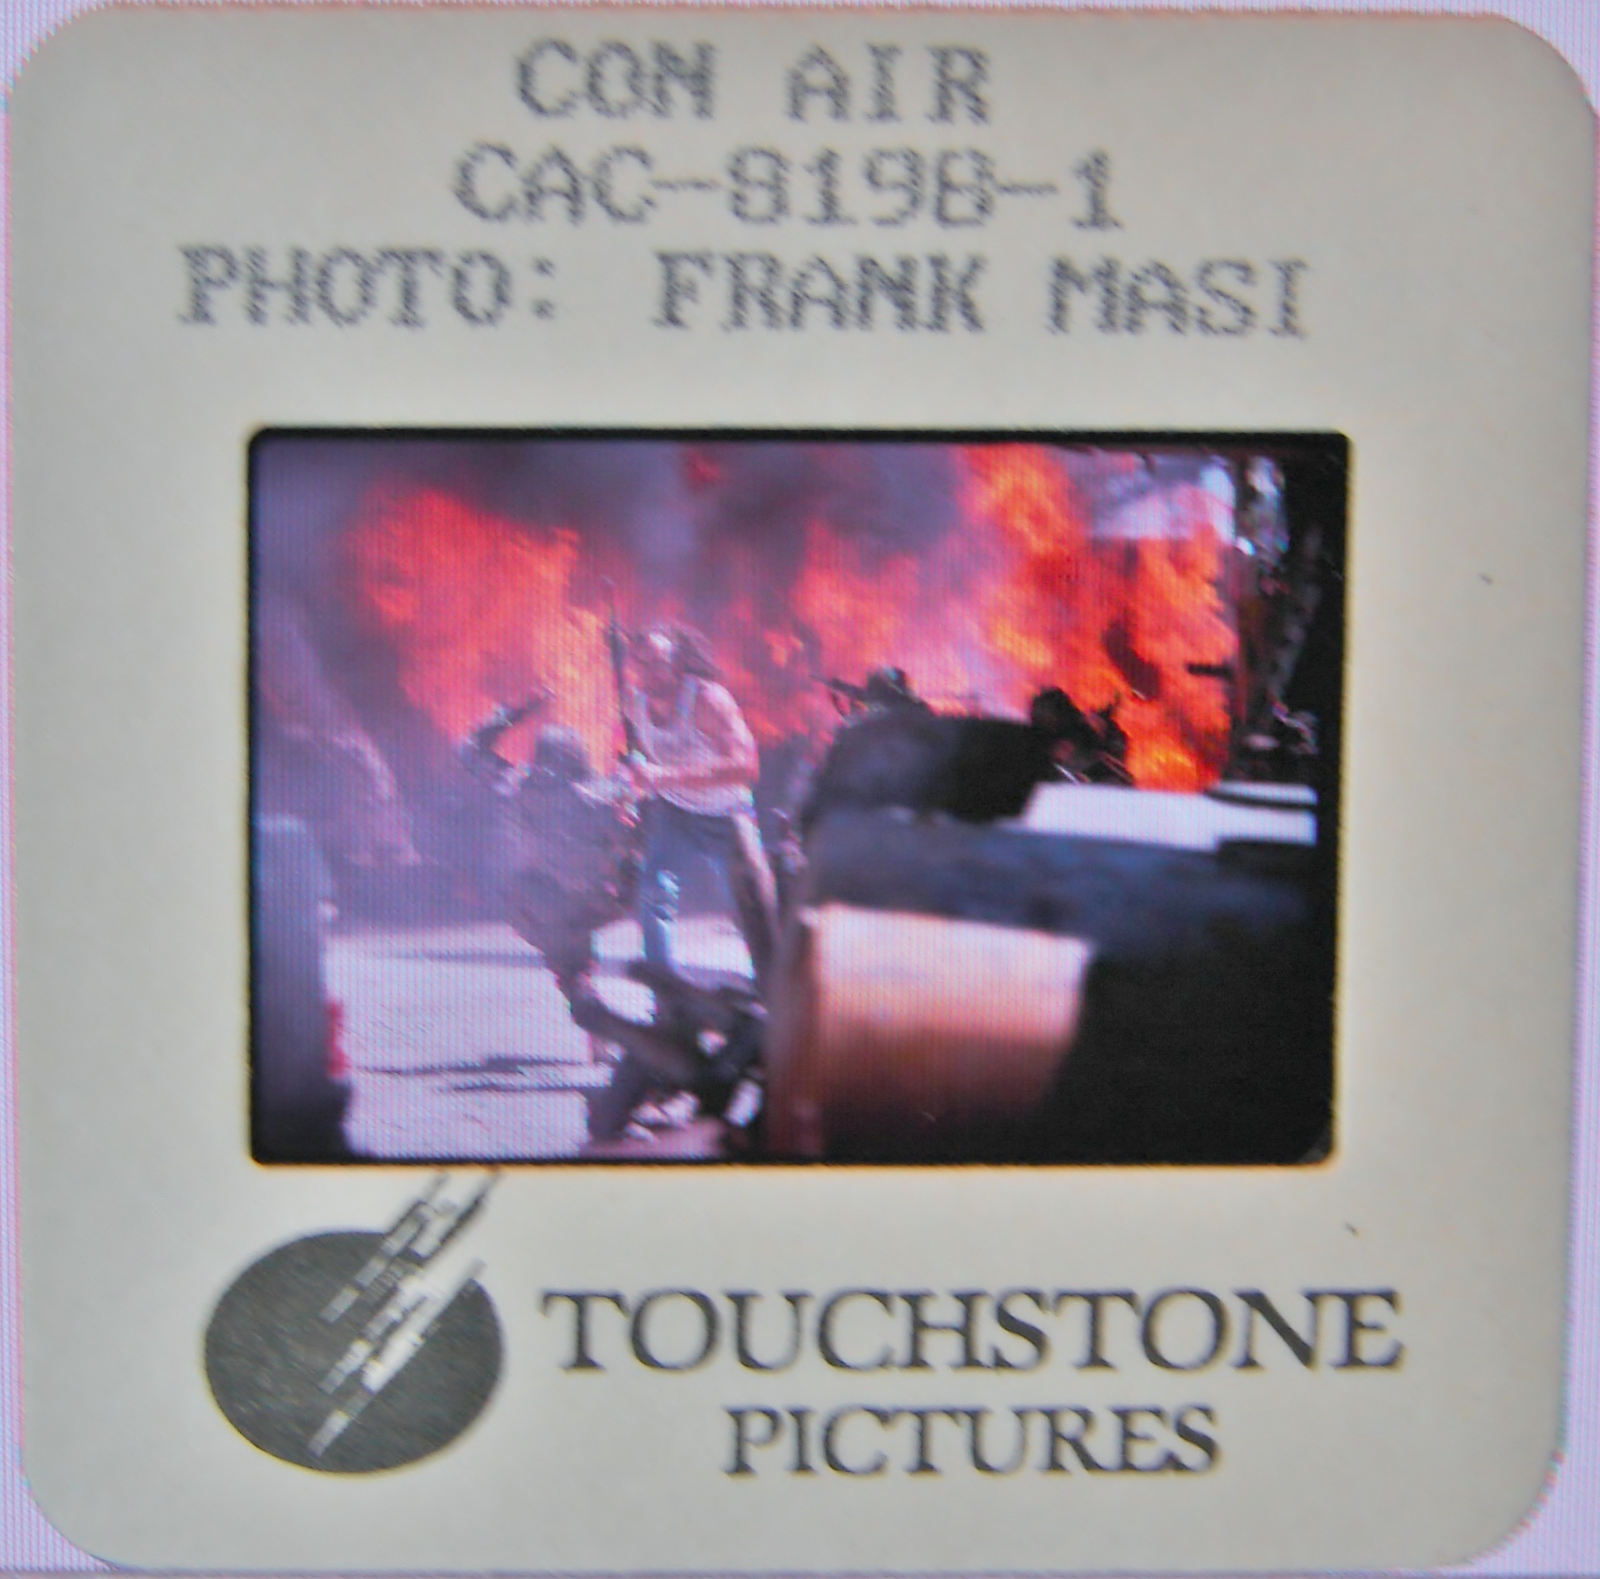 CON AIR
CAC-8198-1
PHOTO: FRANK MASI
TOUCHSTONE
PICTURES